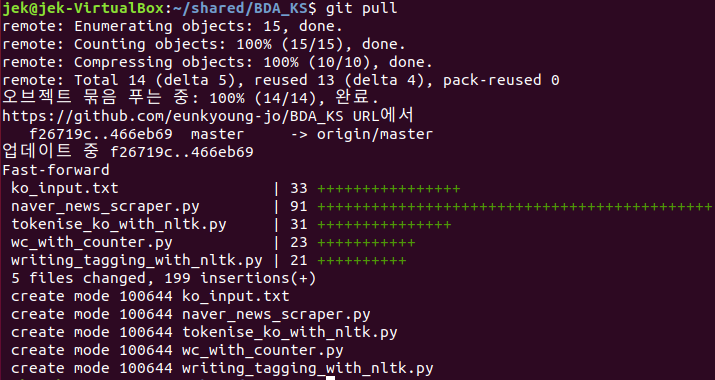 jek@jek-VirtualBox:~/shared/BDA_KS$ git pull
remote: Enumerating objects: 15, done.
remote: Counting objects: 100% (15/15), done.
remote: Compressing objects: 100% (10/10), done.
remote: Total 14 (delta 5), reused 13 (delta 4), pack-reused 0
오브젝트 묶음 푸는 중: 100% (14/14), 완료.
https://github.com/eunkyoung-jo/BDA_KS URL에서
   f26719c..466eb69  master     -> origin/master
업데이트 중 f26719c..466eb69
Fast-forward
 ko_input.txt                 | 33 ++++++++++++++++
 naver_news_scraper.py        | 91 ++++++++++++++++++++++++++++++++++++++++++++
 tokenise_ko_with_nltk.py     | 31 +++++++++++++++
 wc_with_counter.py           | 23 +++++++++++
 writing_tagging_with_nltk.py | 21 ++++++++++
 5 files changed, 199 insertions(+)
 create mode 100644 ko_input.txt
 create mode 100644 naver_news_scraper.py
 create mode 100644 tokenise_ko_with_nltk.py
 create mode 100644 wc_with_counter.py
 create mode 100644 writing_tagging_with_nltk.py